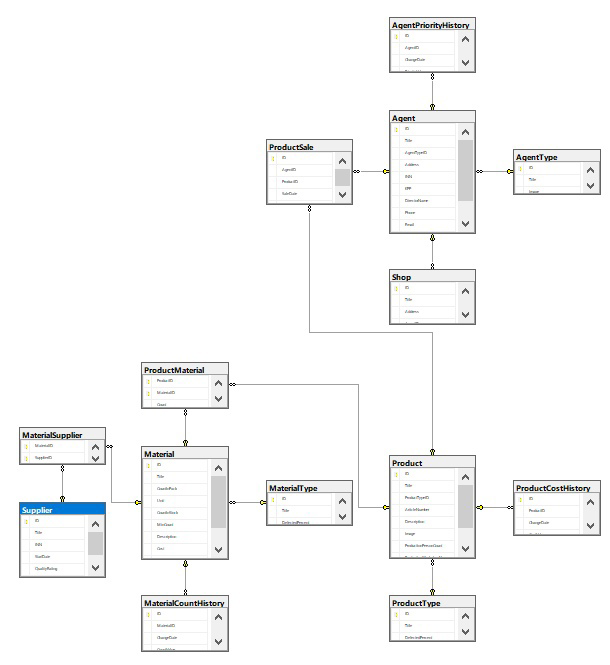 AgentPriorityHistory
ID
AgentID
ChangeDate
Agent
ID
Title
AgentTypeID
Address
INN
KPP
DirectorName
Phone
Email
ProductSale
ID
AgentID
ProductID
SaleDate
AgentType
ID
Title
Image
Shop
ID
Title
Address
ProductMaterial
ProductID
MaterialID
Count
MaterialSupplier
MaterialID
SupplierID
Material
ID
Title
CountInPack
Unit
CountInStock
MinCount
Description
Cost
Supplier
ID
Title
INN
StartDate
QualityRating
MaterialType
ID
Title
DefectedPercent
Product
ID
Title
ProductTypeID
ArticleNumber
Description
Image
ProductionPersonCount
ProductCostHistory
ID
ProductID
ChangeDate
MaterialCountHistory
ID
MaterialID
ChangeDate
CountValue
ProductType
ID
Title
DefectedPercent